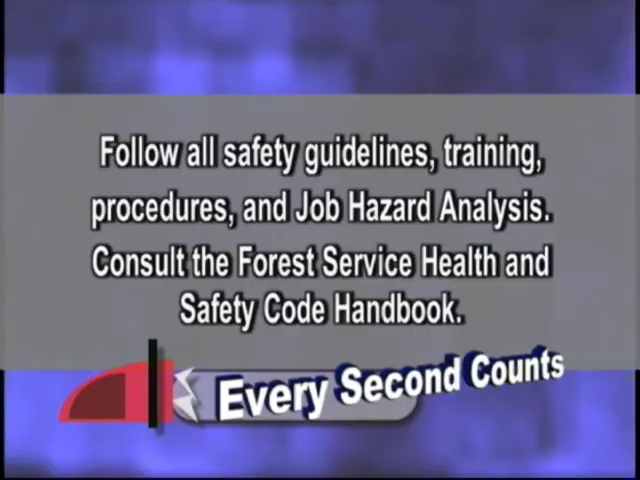 Follow all safety guidelines, training,
procedures, and Job Hazard Analysis.
Consult the Forest Service Health and
Safety Code Handbook.
Every Second Counts